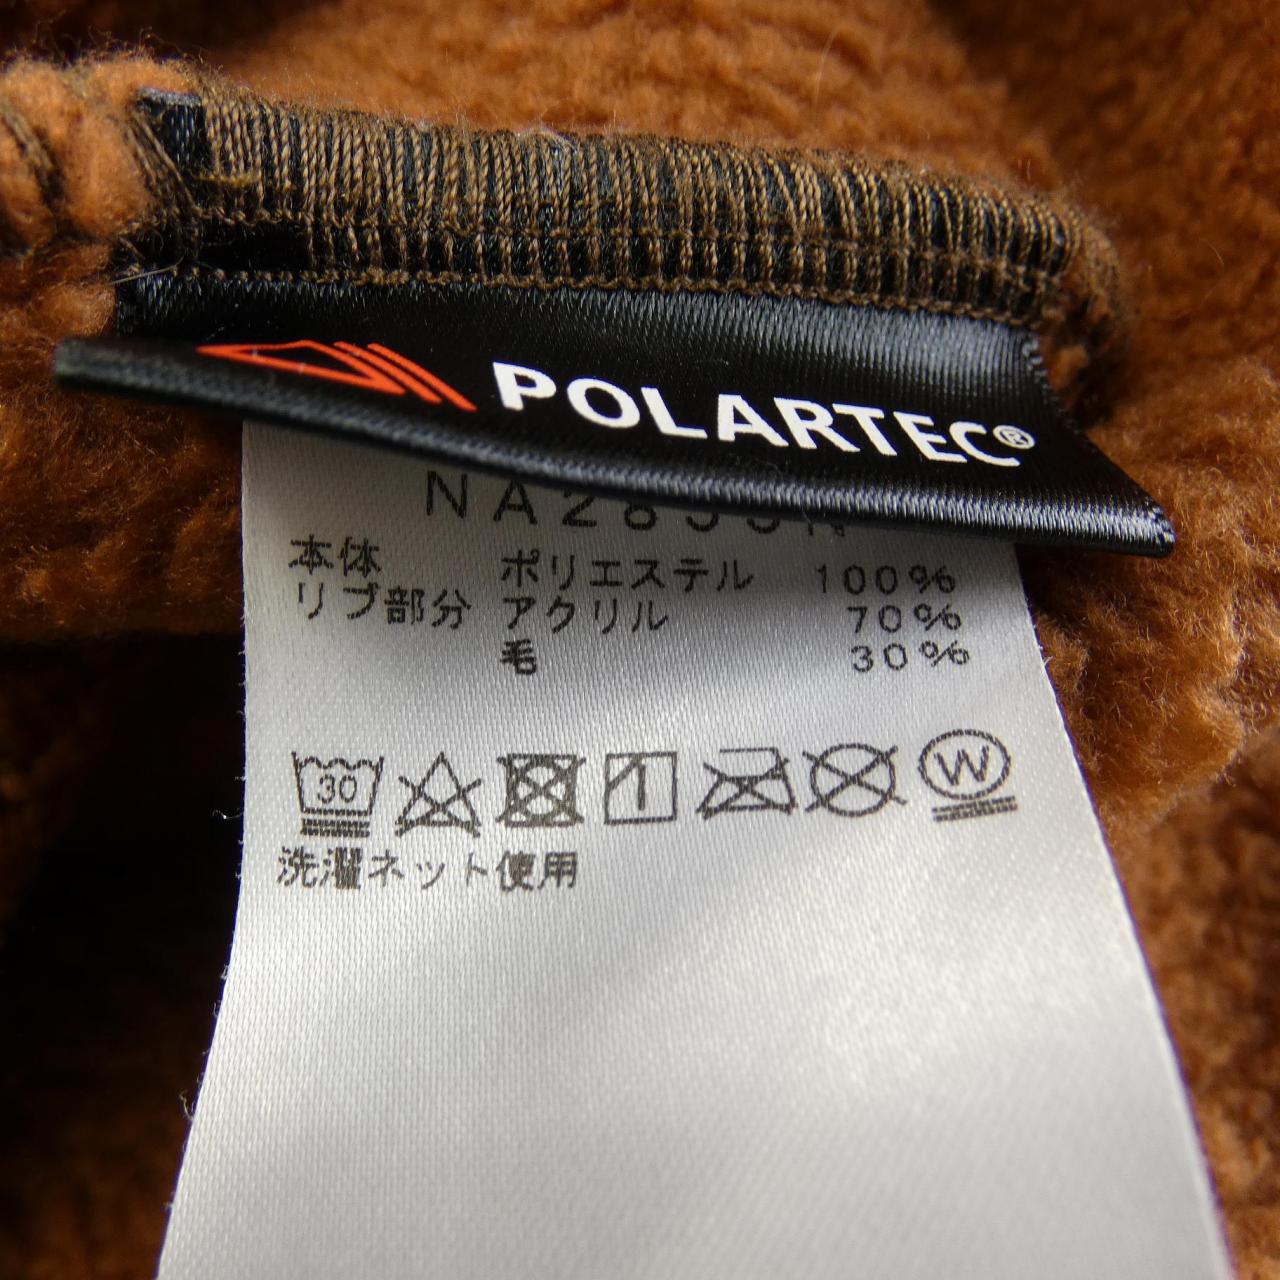 POLARTEC®
本体 ポリエステル 100%
リブ部分 アクリル 70%
毛 30%
30
W
洗濯ネット使用